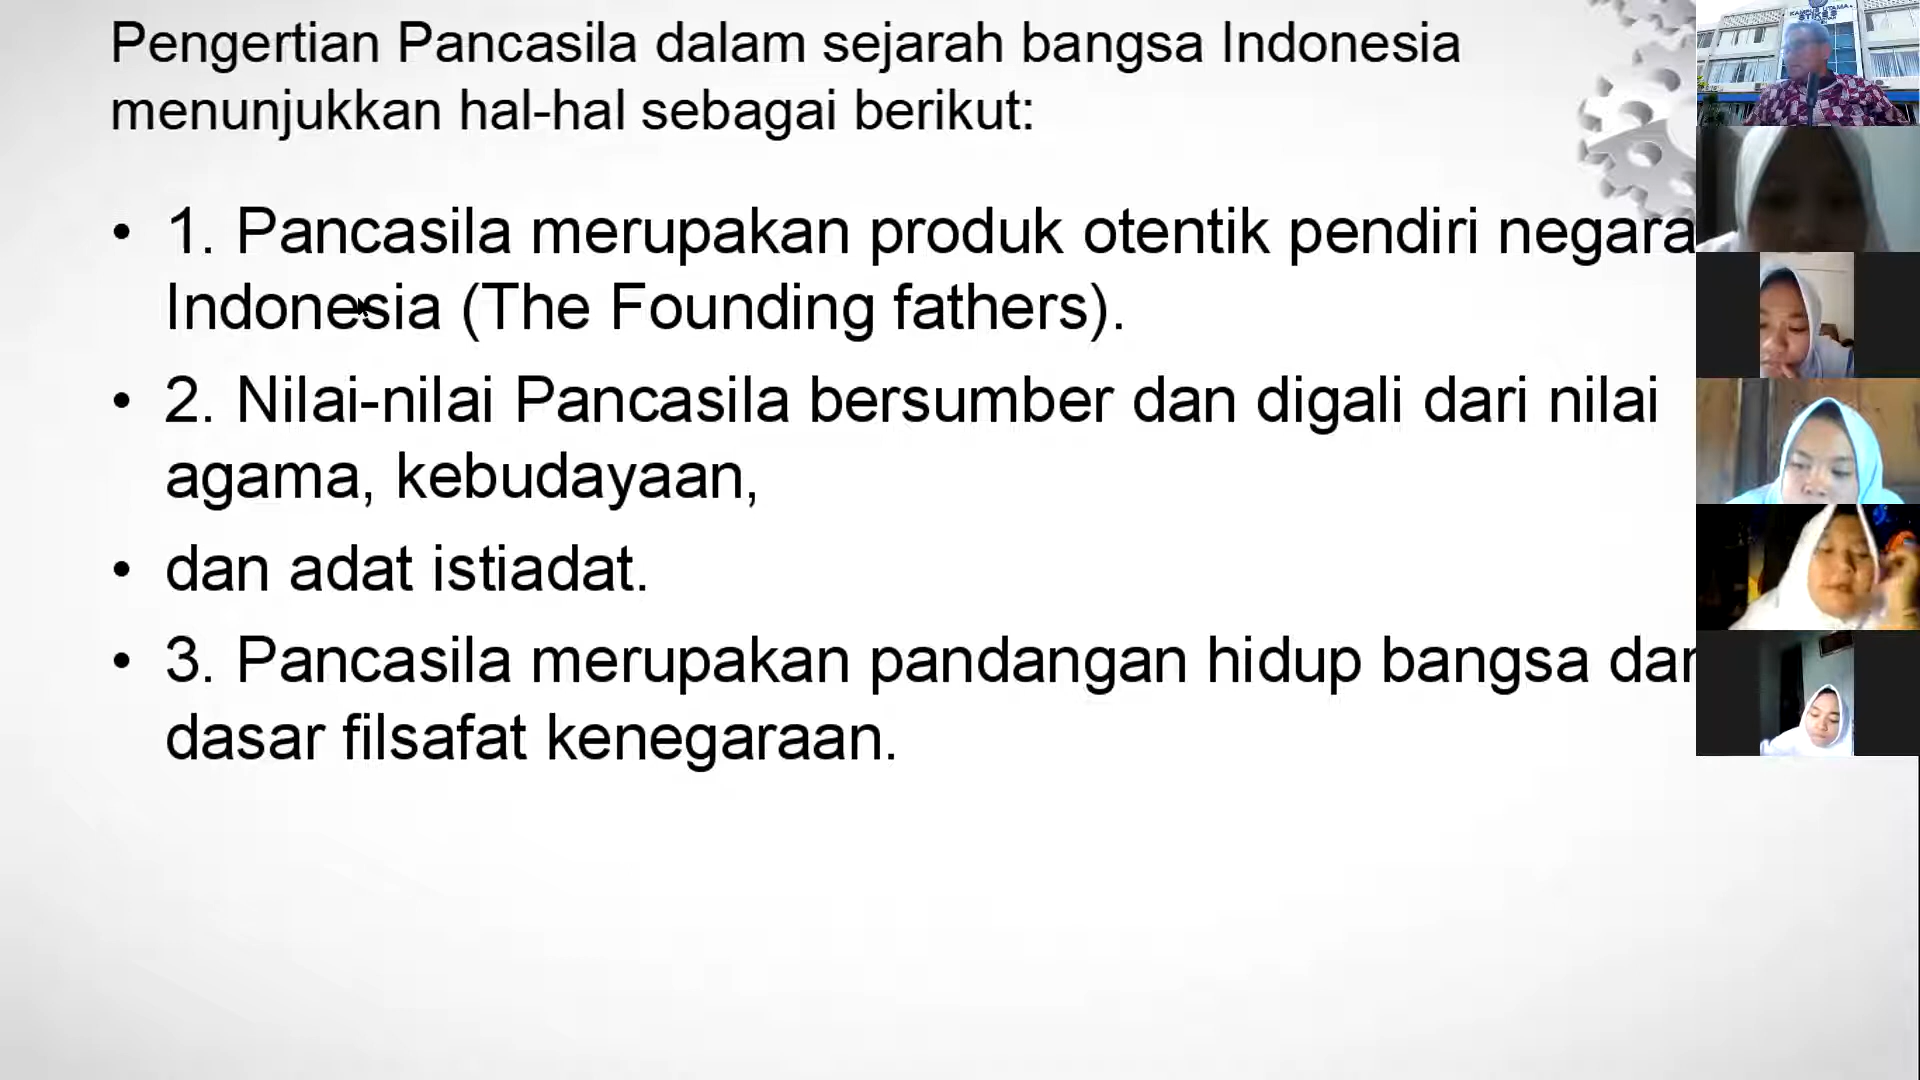 Pengertian Pancasila dalam sejarah bangsa Indonesia
menunjukkan hal-hal sebagai berikut:
• 1. Pancasila merupakan produk otentik pendiri negara
Indonesia (The Founding fathers).
• 2. Nilai-nilai Pancasila bersumber dan digali dari nilai
agama, kebudayaan,
• dan adat istiadat.
• 3. Pancasila merupakan pandangan hidup bangsa dan
dasar filsafat kenegaraan.
KAMPUS UTAMA